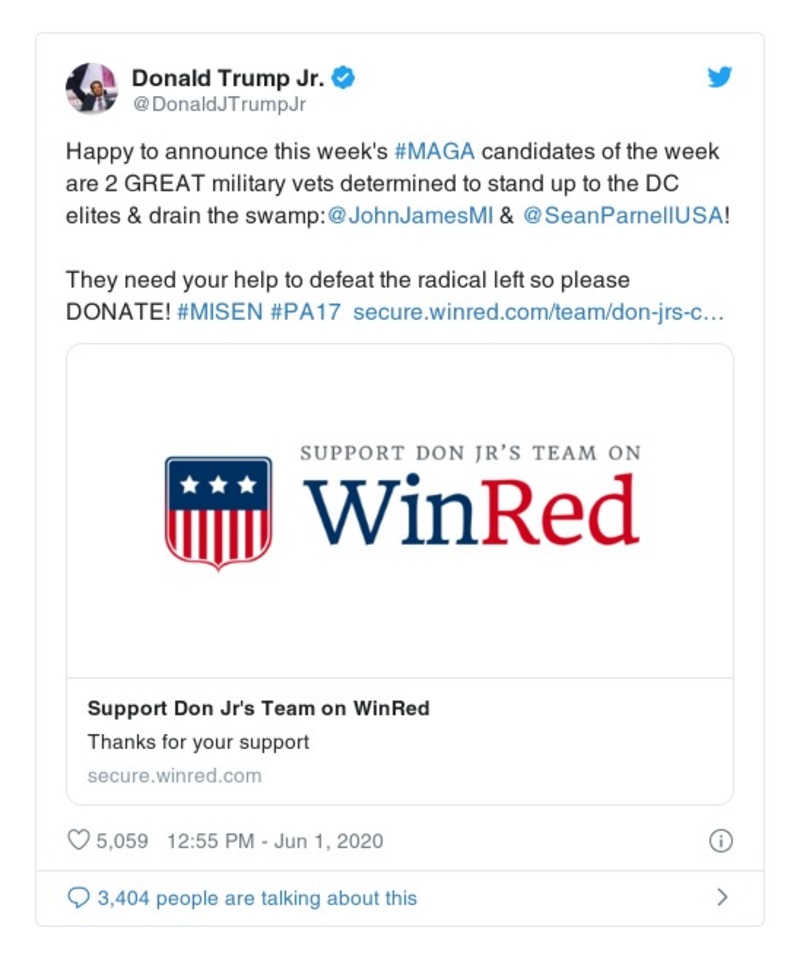 Donald Trump Jr.
@DonaldJTrumpJr
Happy to announce this week's #MAGA candidates of the week
are 2 GREAT military vets determined to stand up to the DC
elites & drain the swamp:@JohnJamesMI & @SeanParnellUSA!
They need your help to defeat the radical left so please
DONATE! #MISEN #PA17 secure.winred.com/team/don-jrs-c…
SUPPORT DON JR'S TEAM ON
WinRed
Support Don Jr's Team on WinRed
Thanks for your support
secure.winred.com
5,059 12:55 PM - Jun 1, 2020
3,404 people are talking about this